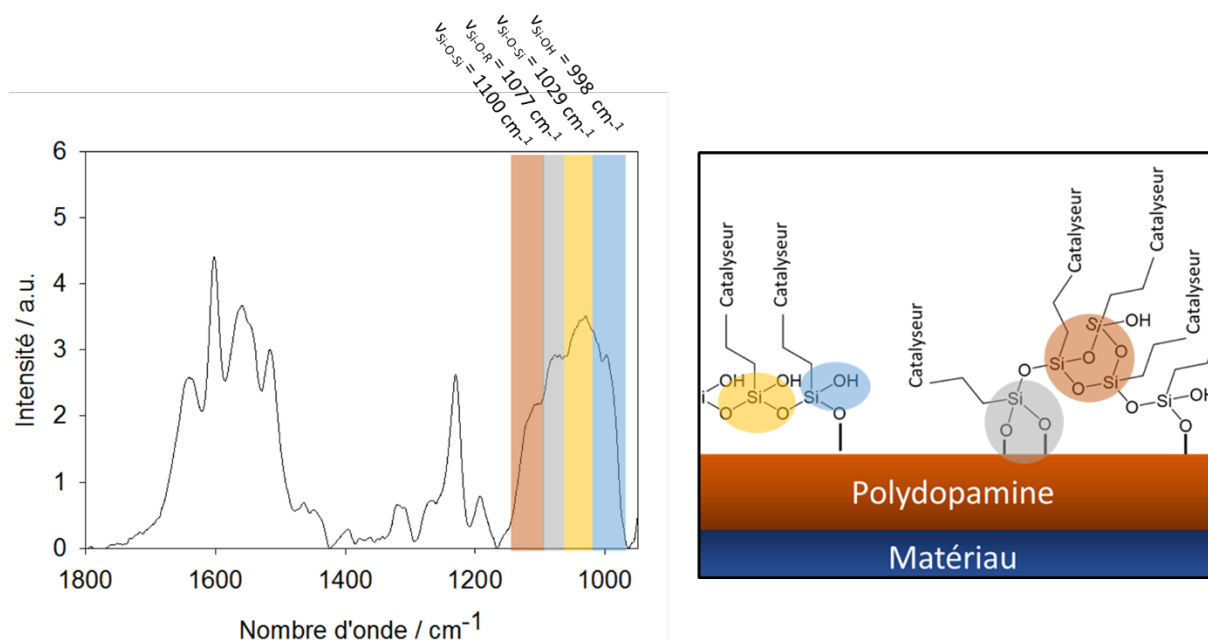 νSi-O-Si = 1100 cm-1
νSi-O-R = 1077 cm-1
νSi-O-Si = 1029 cm-1
νSi-OH = 998 cm-1
6
5
4
3
2
1
0
Intensité / a.u.
1800 1600 1400 1200 1000
Nombre d'onde / cm-1
Catalyseur
Catalyseur
OH
OH
OH
i
Si
Si
O
O
O
Catalyseur
Catalyseur
Catalyseur
Catalyseur
Si
OH
O
O
O
Si
O
Si
Si
O
Si
OH
O
O
O
Polydopamine
Matériau